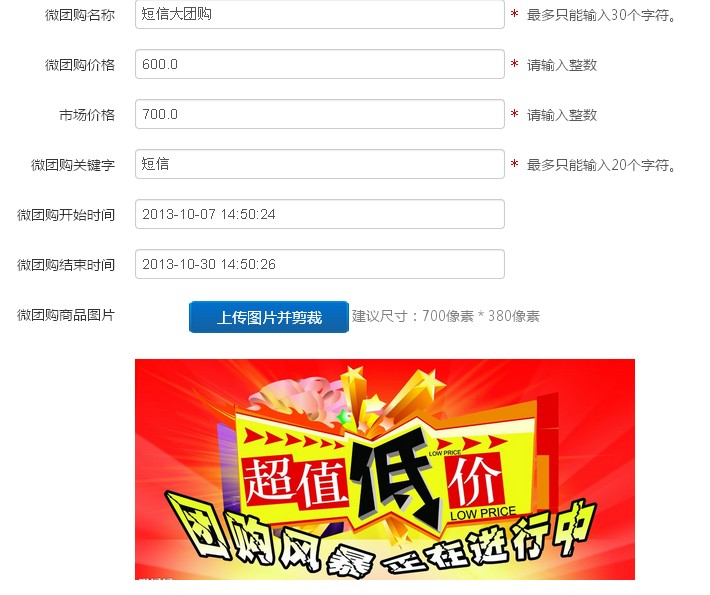 微团购名称 短信大团购 * 最多只能输入30个字符。
微团购价格 600.0 * 请输入整数
市场价格 700.0 * 请输入整数
微团购关键字 短信 * 最多只能输入20个字符。
微团购开始时间 2013-10-07 14:50:24
微团购结束时间 2013-10-30 14:50:26
微团购商品图片 上传图片并剪裁 建议尺寸：700像素 * 380像素
超值低价
LOW PRICE
LOW PRICE
团购风暴 正在进行中